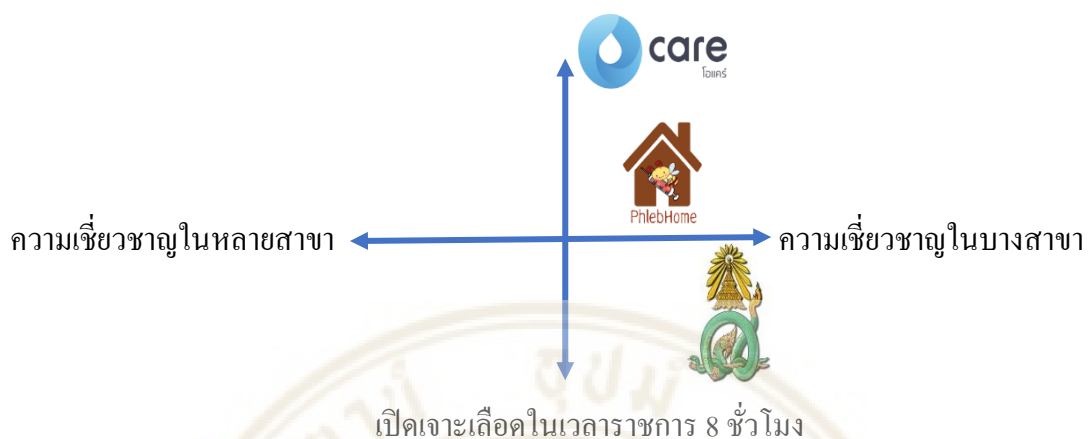 care
โอแคร์
PhlebHome
ความเชี่ยวชาญในหลายสาขา
ความเชี่ยวชาญในบางสาขา
เปิดเจาะเลือดในเวลาราชการ 8 ชั่วโมง